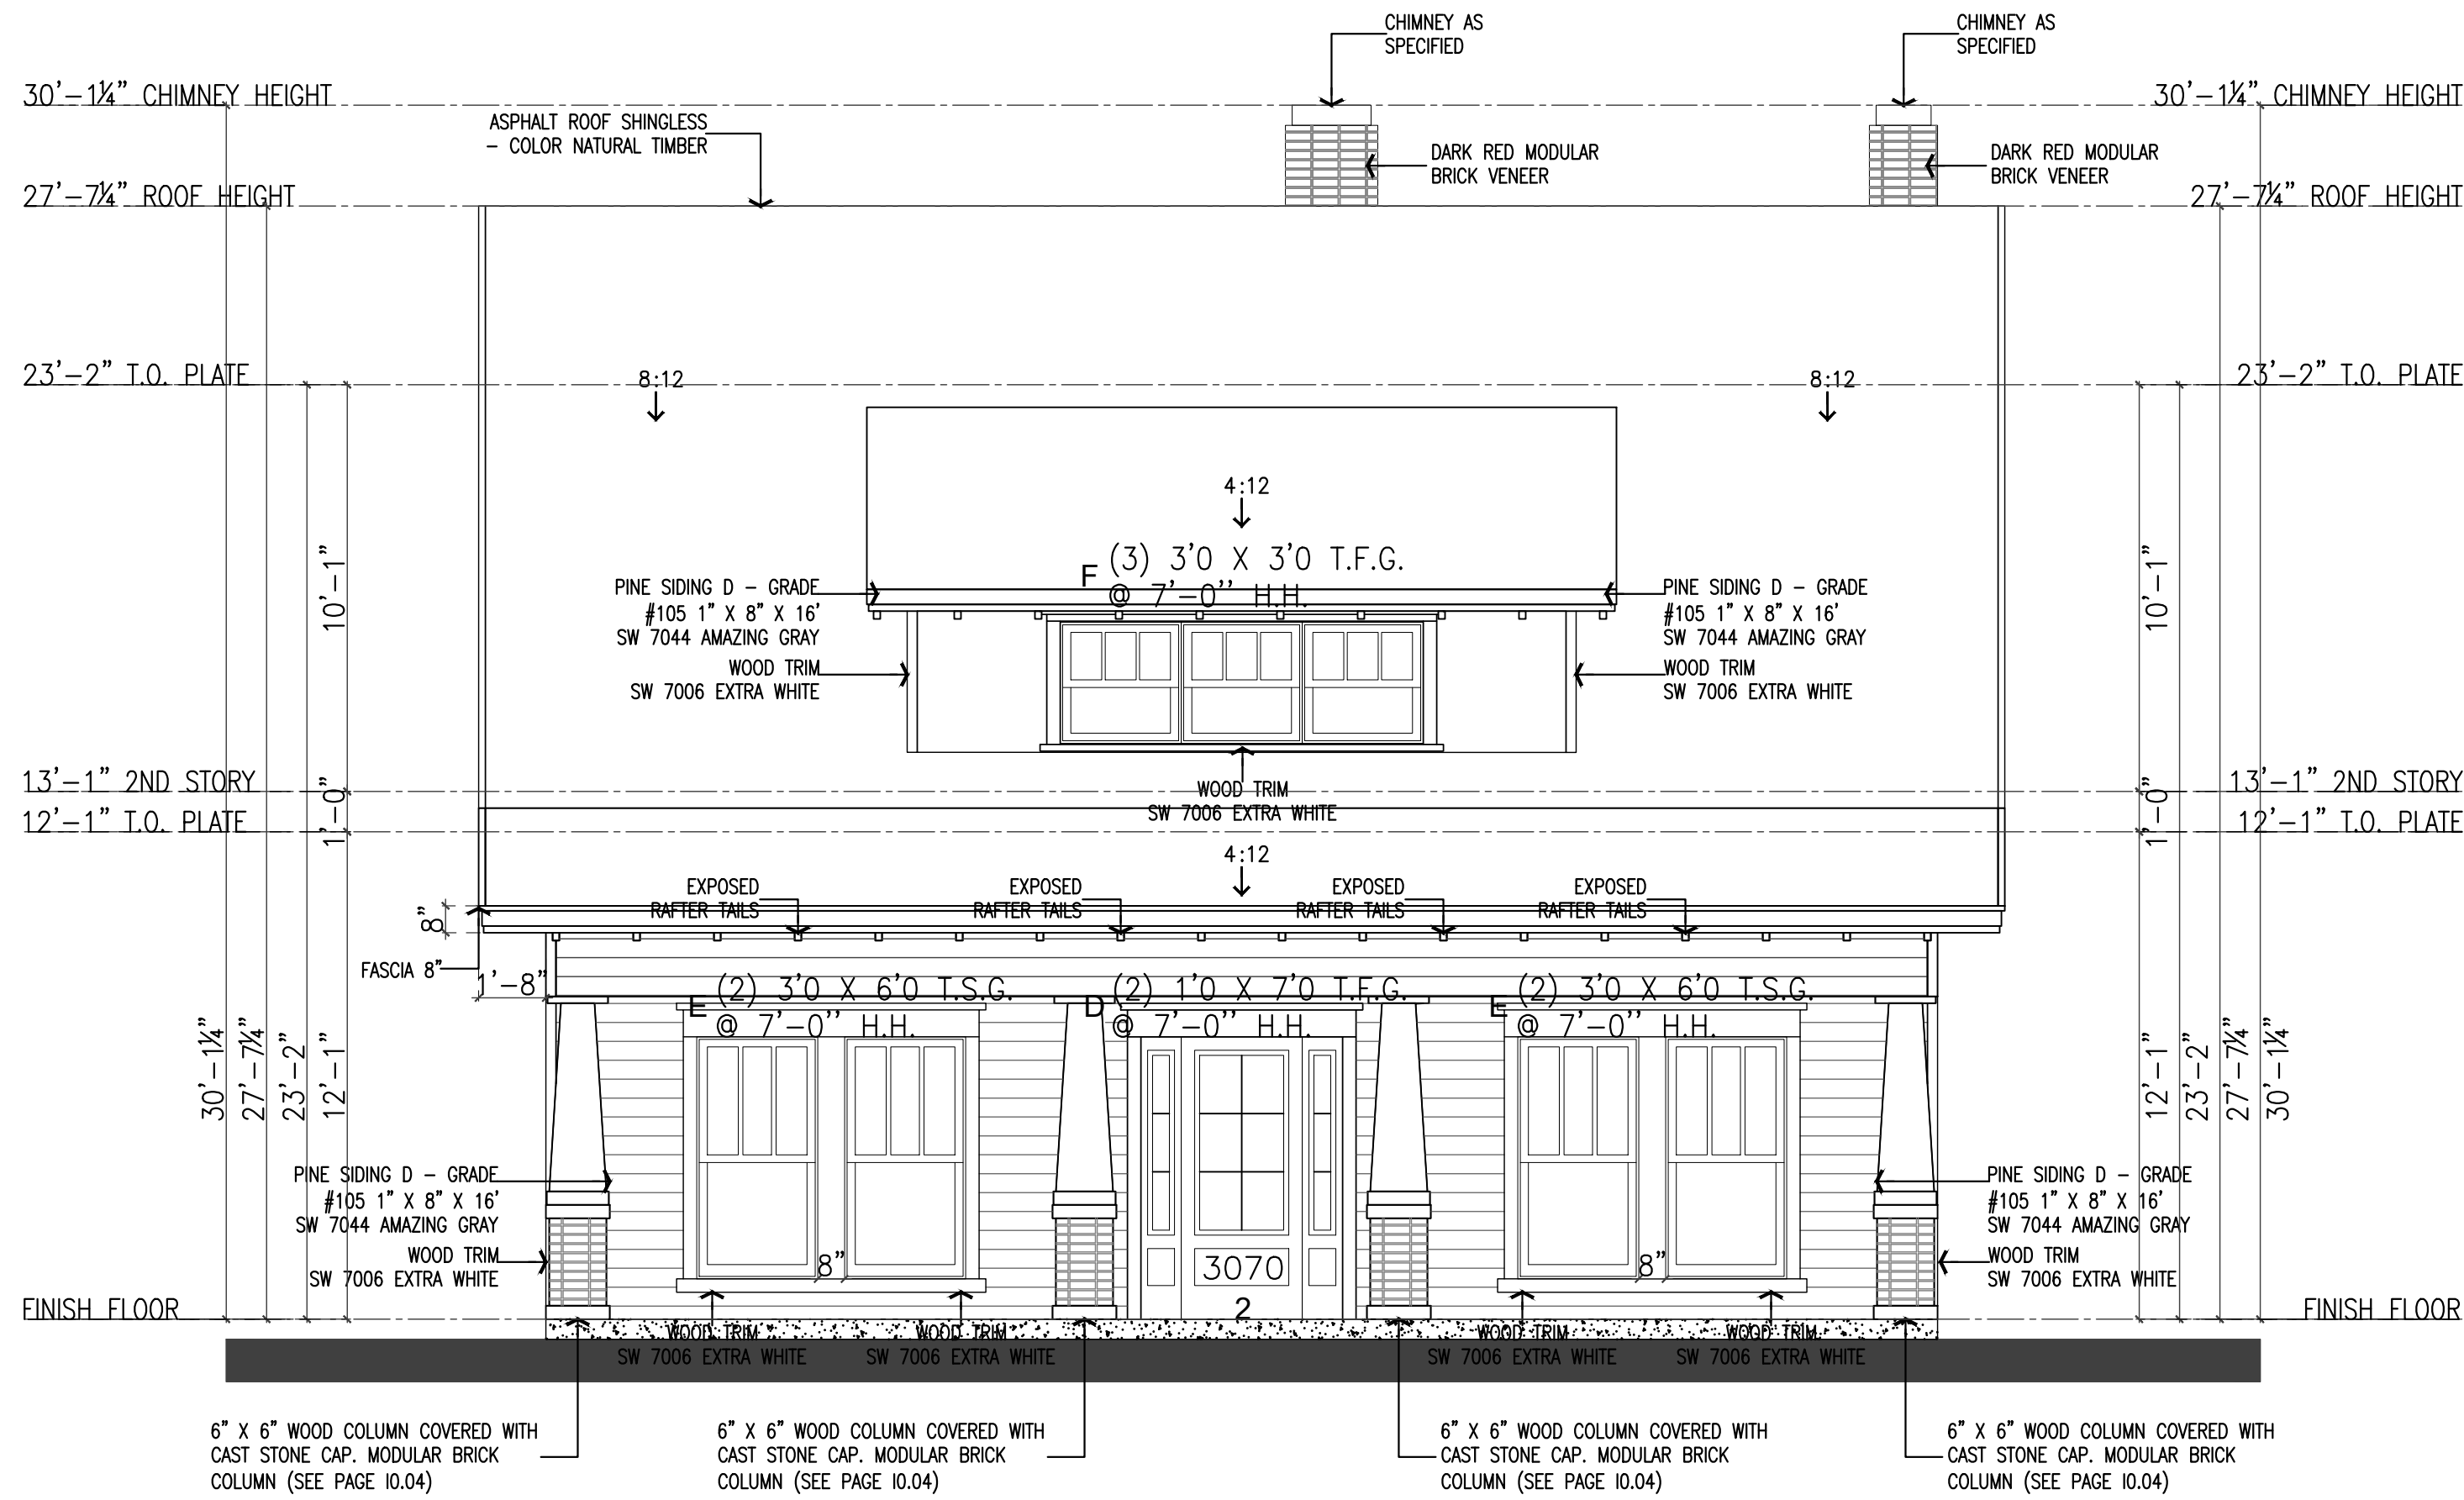 CHIMNEY AS
SPECIFIED
CHIMNEY AS
SPECIFIED
30'-1¼" CHIMNEY HEIGHT
30'-1¼" CHIMNEY HEIGHT
ASPHALT ROOF SHINGLESS
- COLOR NATURAL TIMBER
DARK RED MODULAR
BRICK VENEER
DARK RED MODULAR
BRICK VENEER
27'-7¼" ROOF HEIGHT
27'-7¼" ROOF HEIGHT
23'-2" T.O. PLATE
8:12
8:12
23'-2" T.O. PLATE
4:12
10'-1"
10'-1"
F
(3) 3'0 X 3'0 T.F.G.
@ 7'-0'' H.H.
PINE SIDING D - GRADE
#105 1" X 8" X 16'
SW 7044 AMAZING GRAY
WOOD TRIM
SW 7006 EXTRA WHITE
PINE SIDING D - GRADE
#105 1" X 8" X 16'
SW 7044 AMAZING GRAY
WOOD TRIM
SW 7006 EXTRA WHITE
WOOD TRIM
SW 7006 EXTRA WHITE
13'-1" 2ND STORY
13'-1" 2ND STORY
1'-0"
1'-0"
12'-1" T.O. PLATE
12'-1" T.O. PLATE
4:12
EXPOSED
RAFTER TAILS
EXPOSED
RAFTER TAILS
EXPOSED
RAFTER TAILS
EXPOSED
RAFTER TAILS
8"
FASCIA 8"
1'-8"
E
(2) 3'0 X 6'0 T.S.G.
@ 7'-0'' H.H.
D
(2) 1'0 X 7'0 T.F.G.
@ 7'-0'' H.H.
E
(2) 3'0 X 6'0 T.S.G.
@ 7'-0'' H.H.
30'-1¼"
27'-7¼"
23'-2"
12'-1"
12'-1"
23'-2"
27'-7¼"
30'-1¼"
PINE SIDING D - GRADE
#105 1" X 8" X 16'
SW 7044 AMAZING GRAY
WOOD TRIM
SW 7006 EXTRA WHITE
PINE SIDING D - GRADE
#105 1" X 8" X 16'
SW 7044 AMAZING GRAY
WOOD TRIM
SW 7006 EXTRA WHITE
8"
3070
2
8"
FINISH FLOOR
FINISH FLOOR
WOOD TRIM
SW 7006 EXTRA WHITE
WOOD TRIM
SW 7006 EXTRA WHITE
WOOD TRIM
SW 7006 EXTRA WHITE
WOOD TRIM
SW 7006 EXTRA WHITE
6" X 6" WOOD COLUMN COVERED WITH
CAST STONE CAP. MODULAR BRICK
COLUMN (SEE PAGE 10.04)
6" X 6" WOOD COLUMN COVERED WITH
CAST STONE CAP. MODULAR BRICK
COLUMN (SEE PAGE 10.04)
6" X 6" WOOD COLUMN COVERED WITH
CAST STONE CAP. MODULAR BRICK
COLUMN (SEE PAGE 10.04)
6" X 6" WOOD COLUMN COVERED WITH
CAST STONE CAP. MODULAR BRICK
COLUMN (SEE PAGE 10.04)